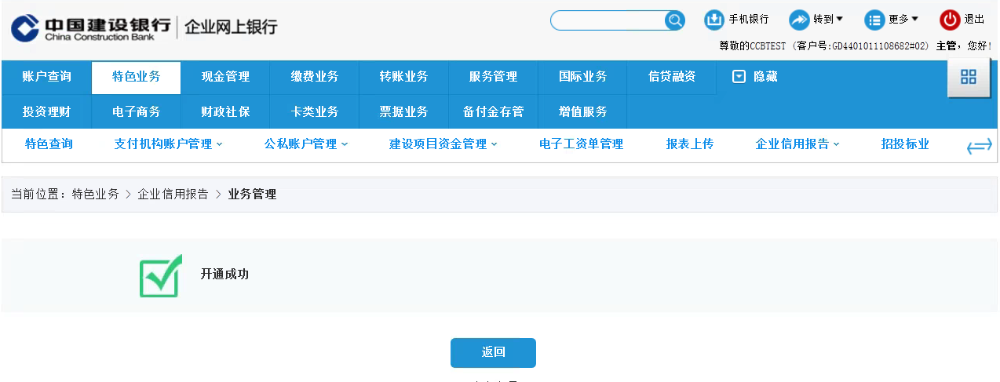 中国建设银行 企业网上银行
China Construction Bank
手机银行 转到 更多 退出
尊敬的CCBTEST (客户号:GD4401011108682#02) 主管，您好!
账户查询 特色业务 现金管理 缴费业务 转账业务 服务管理 国际业务 信贷融资 隐藏
投资理财 电子商务 财政社保 卡类业务 票据业务 备付金存管 增值服务
特色查询 支付机构账户管理 公私账户管理 建设项目资金管理 电子工资单管理 报表上传 企业信用报告 招投标业
当前位置：特色业务 > 企业信用报告 > 业务管理
开通成功
返回